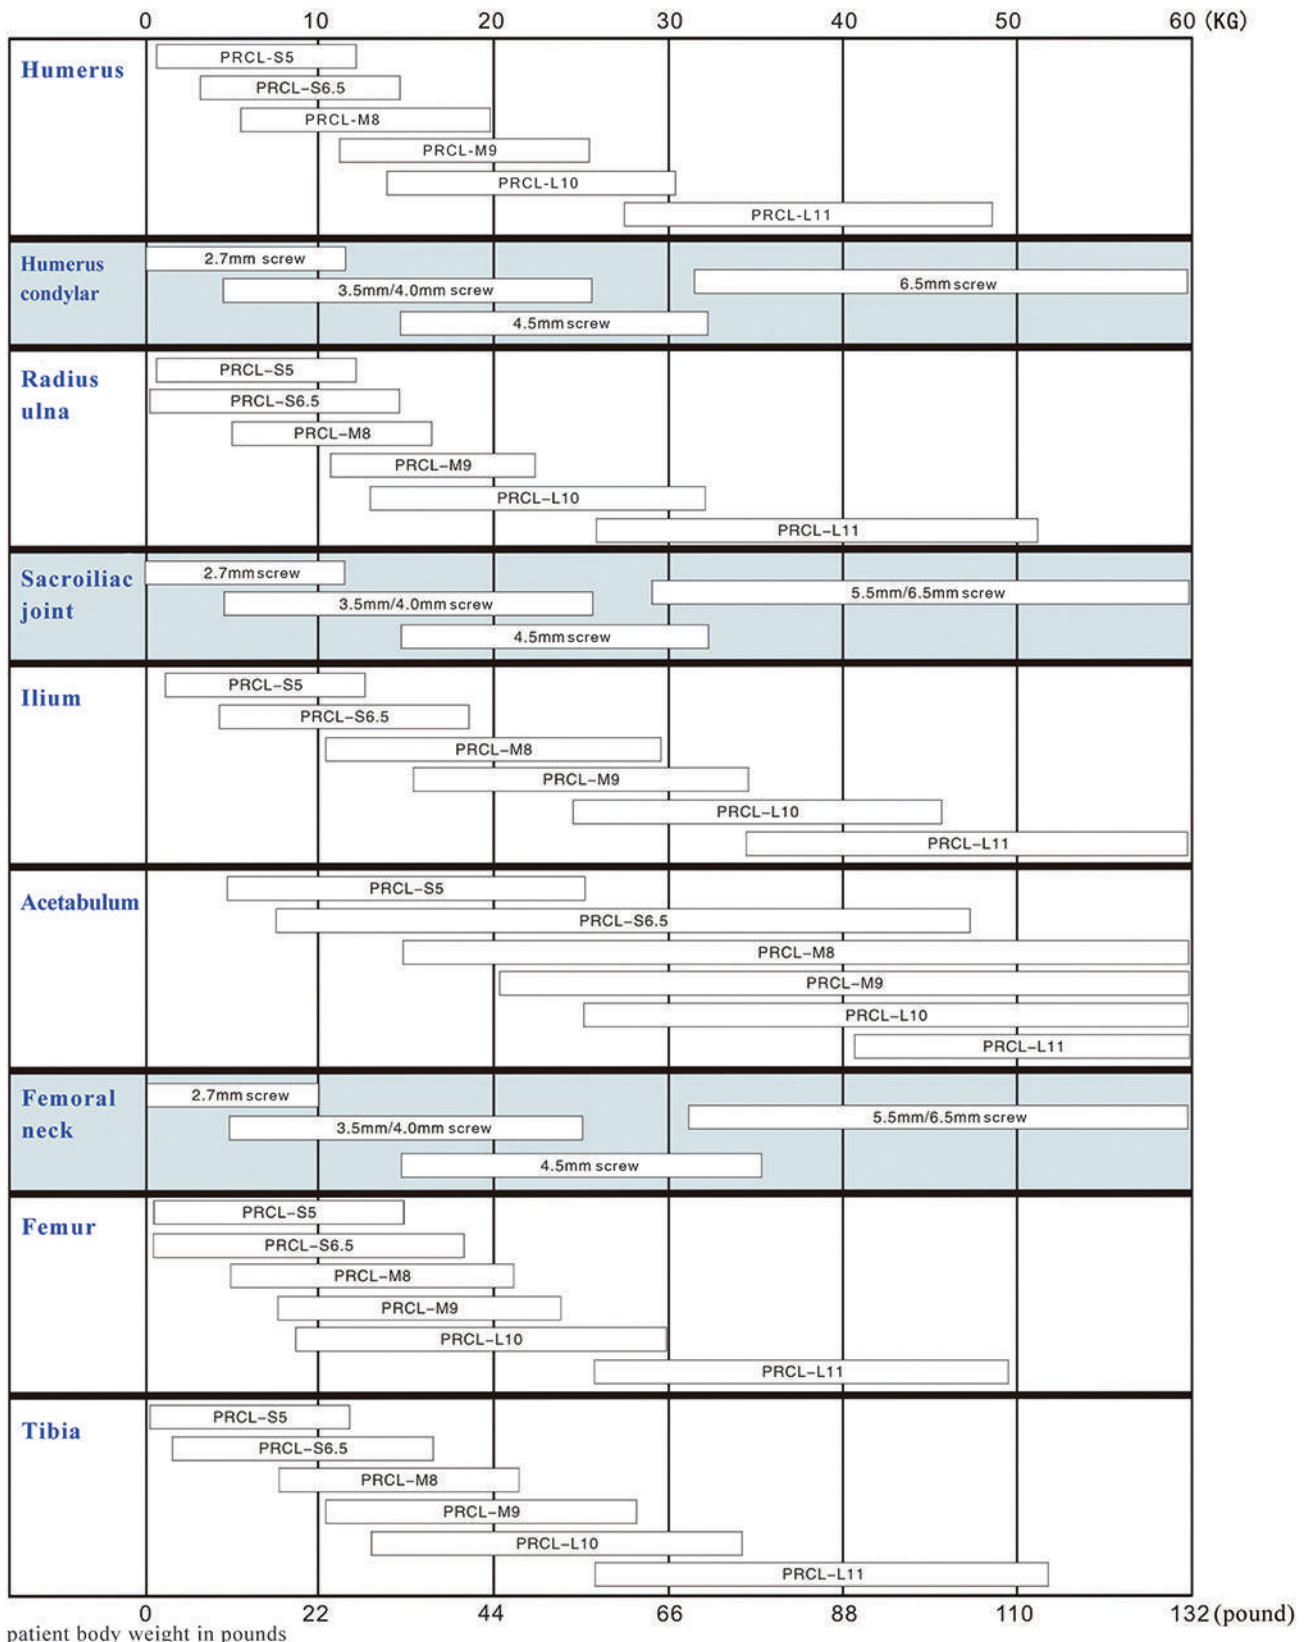 0 10 20 30 40 50 60 (KG)
Humerus
PRCL-S5
PRCL-S6.5
PRCL-M8
PRCL-M9
PRCL-L10
PRCL-L11
Humerus
condylar
2.7mm screw
6.5mm screw
3.5mm/4.0mm screw
4.5mm screw
Radius
ulna
PRCL-S5
PRCL-S6.5
PRCL-M8
PRCL-M9
PRCL-L10
PRCL-L11
Sacroiliac
joint
2.7mm screw
5.5mm/6.5mm screw
3.5mm/4.0mm screw
4.5mm screw
Ilium
PRCL-S5
PRCL-S6.5
PRCL-M8
PRCL-M9
PRCL-L10
PRCL-L11
Acetabulum
PRCL-S5
PRCL-S6.5
PRCL-M8
PRCL-M9
PRCL-L10
PRCL-L11
Femoral
neck
2.7mm screw
5.5mm/6.5mm screw
3.5mm/4.0mm screw
4.5mm screw
Femur
PRCL-S5
PRCL-S6.5
PRCL-M8
PRCL-M9
PRCL-L10
PRCL-L11
Tibia
PRCL-S5
PRCL-S6.5
PRCL-M8
PRCL-M9
PRCL-L10
PRCL-L11
0 22 44 66 88 110 132 (pound)
patient body weight in pounds